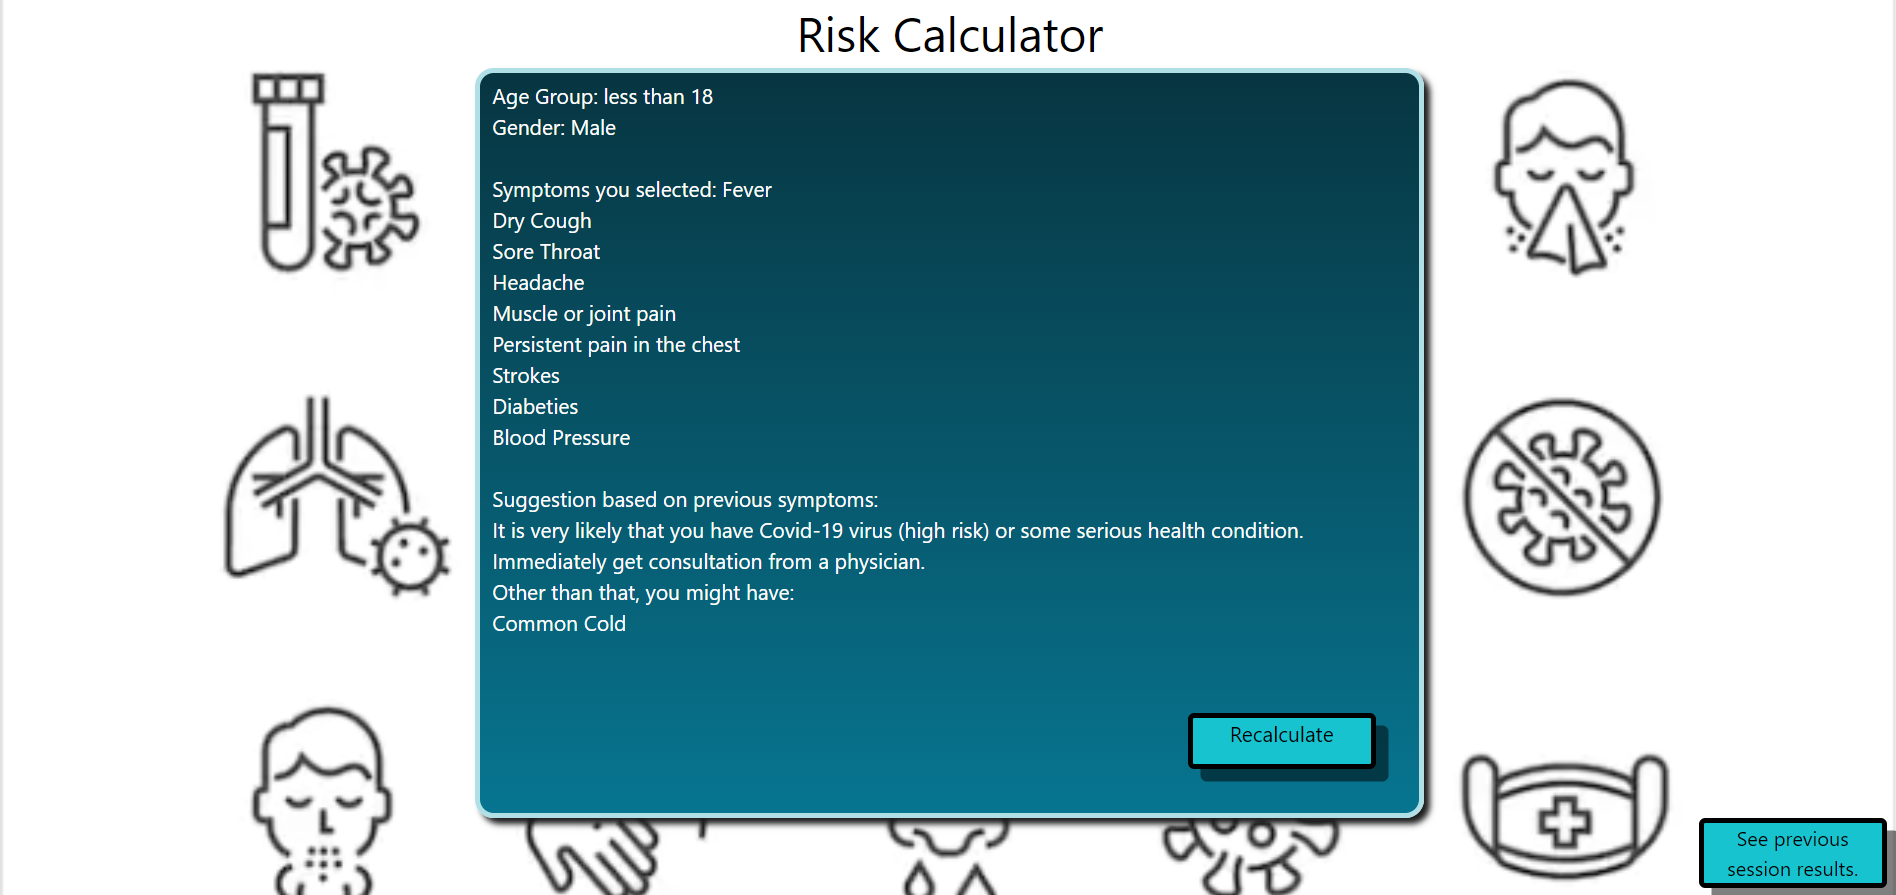 Risk Calculator
Age Group: less than 18
Gender: Male
Symptoms you selected: Fever
Dry Cough
Sore Throat
Headache
Muscle or joint pain
Persistent pain in the chest
Strokes
Diabeties
Blood Pressure
Suggestion based on previous symptoms:
It is very likely that you have Covid-19 virus (high risk) or some serious health condition.
Immediately get consultation from a physician.
Other than that, you might have:
Common Cold
Recalculate
See previous
session results.